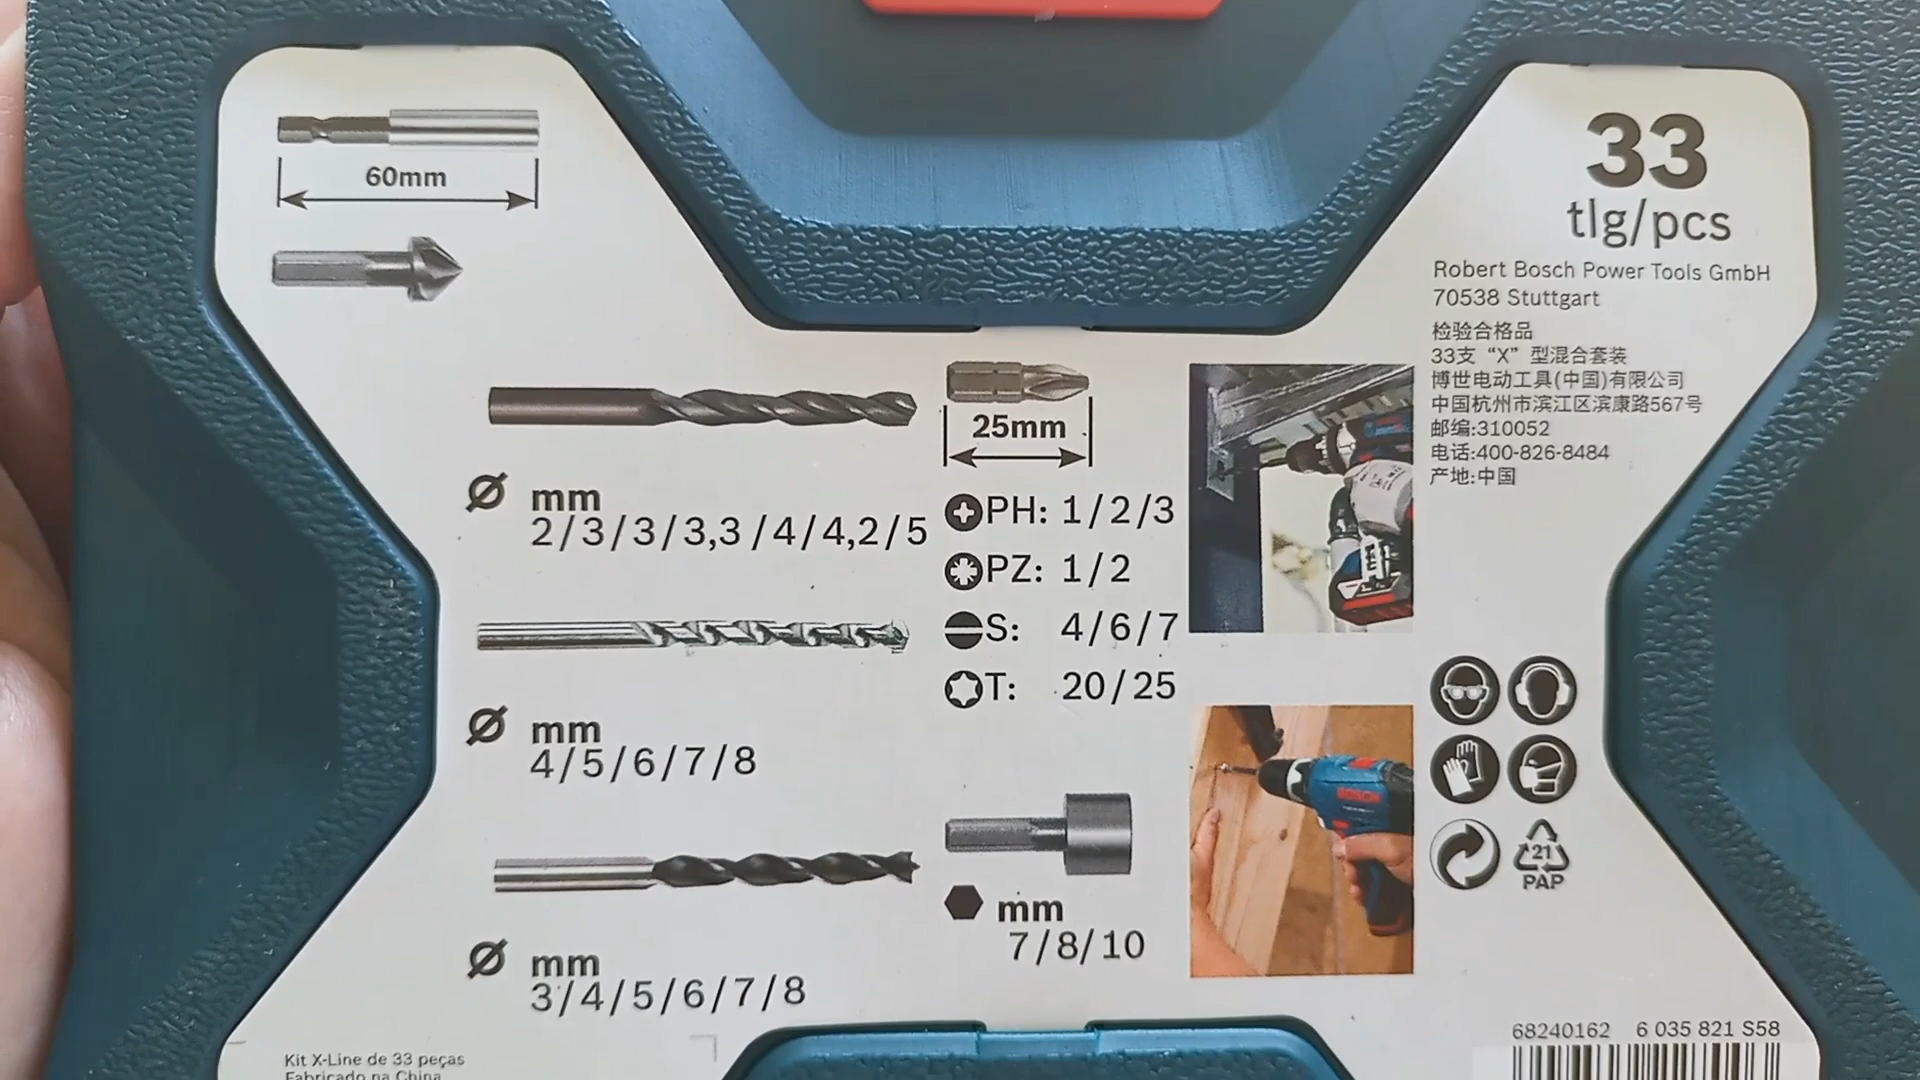 60mm
33
tlg/pcs
Robert Bosch Power Tools GmbH
70538 Stuttgart
检验合格品
33支“X”型混合套装
博世电动工具(中国)有限公司
中国杭州市滨江区滨康路567号
邮编:310052
电话:400-826-8484
产地:中国
mm
2/3/3/3,3/4/4,2/5
mm
4/5/6/7/8
mm
3/4/5/6/7/8
25mm
PH: 1/2/3
PZ: 1/2
S: 4/6/7
T: 20/25
mm
7/8/10
BOSCH
21
PAP
68240162 6 035 821 S58
Kit X-Line de 33 peças
Fabricado na China